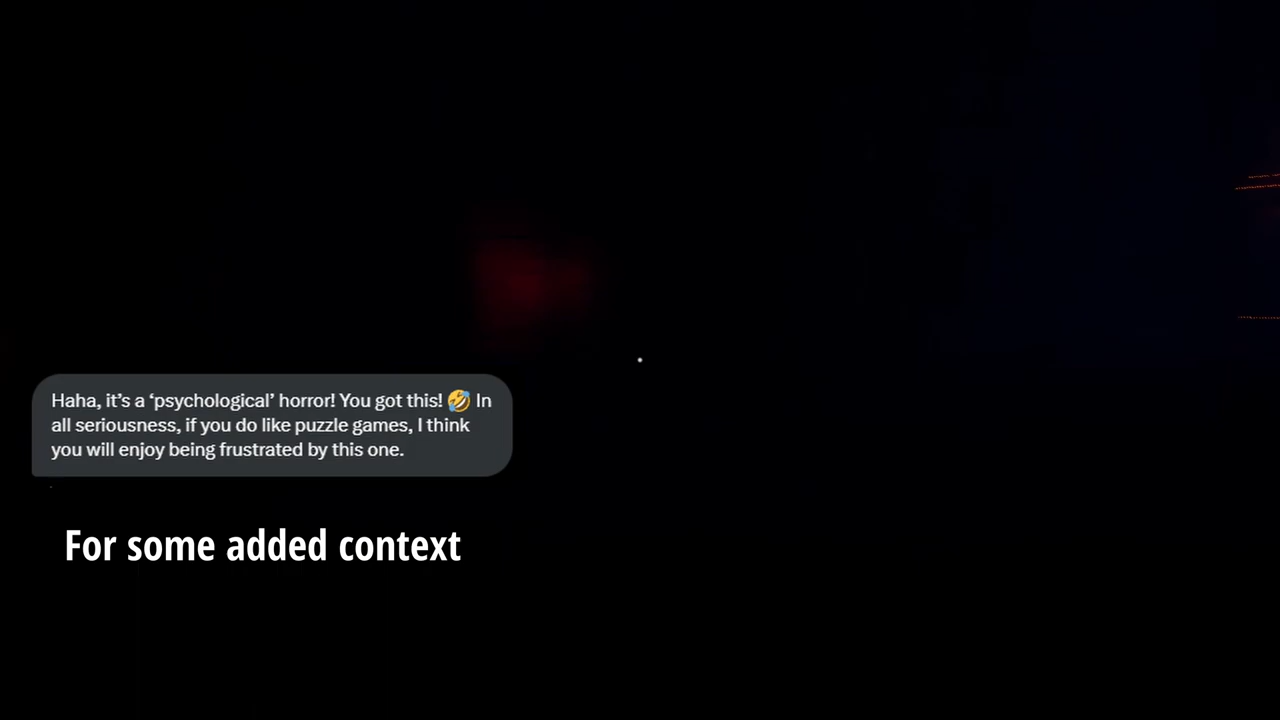 Haha, it’s a ‘psychological’ horror! You got this! 🤣 In
all seriousness, if you do like puzzle games, I think
you will enjoy being frustrated by this one.
For some added context